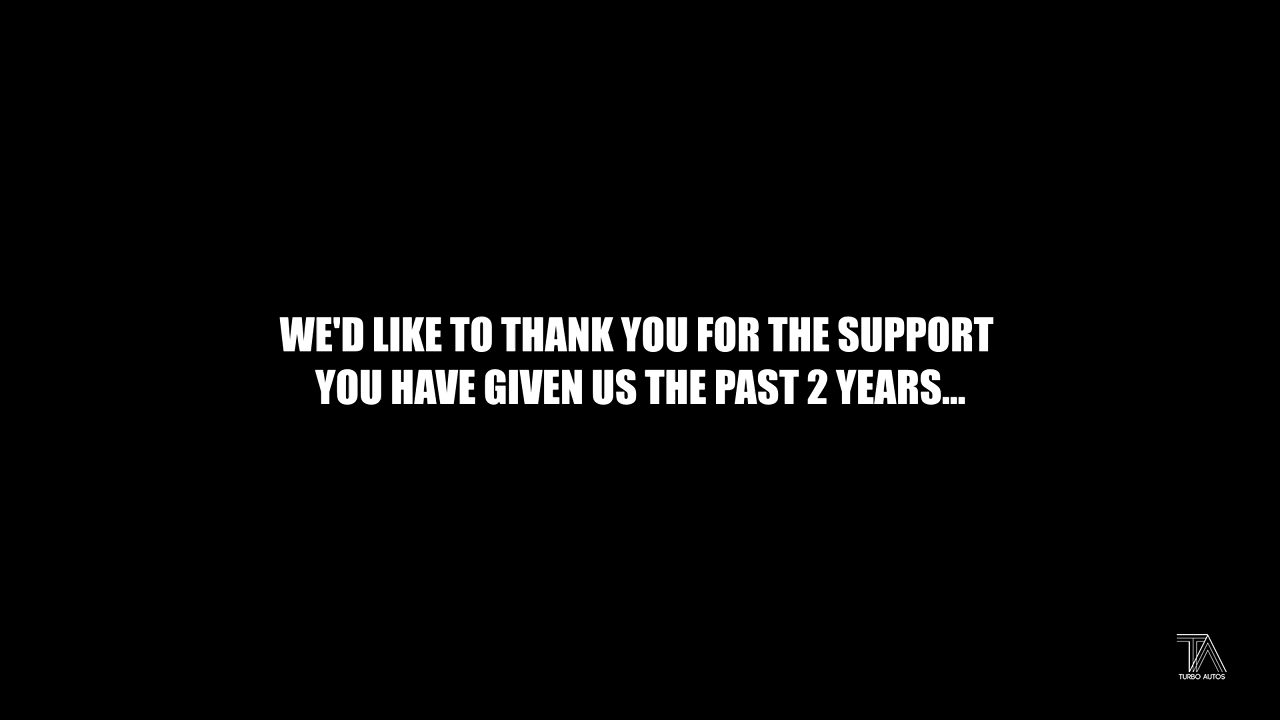 WE'D LIKE TO THANK YOU FOR THE SUPPORT
YOU HAVE GIVEN US THE PAST 2 YEARS...
TA
TURBO AUTOS